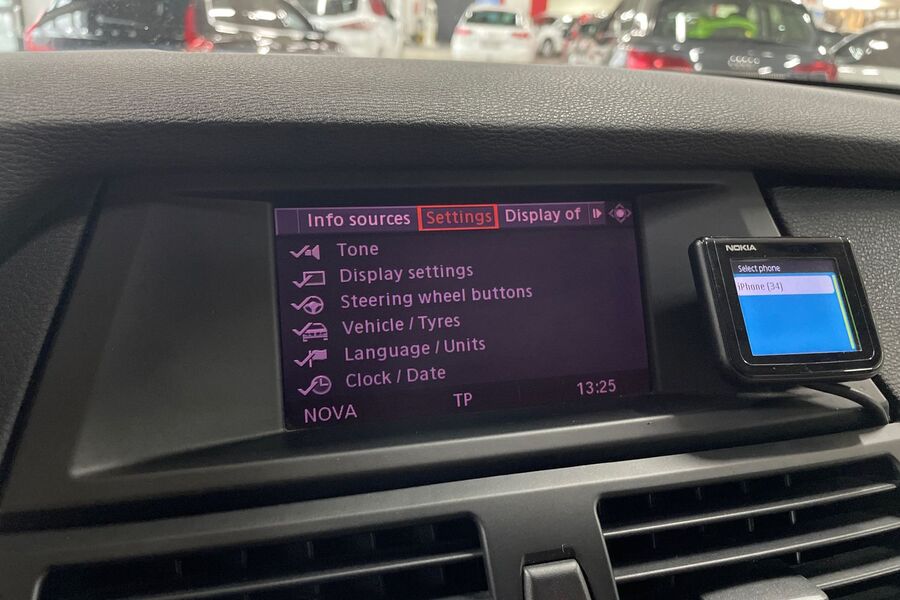 Info sources Settings Display of
Tone
Display settings
Steering wheel buttons
Vehicle / Tyres
Language / Units
Clock / Date
NOVA TP 13:25
NOKIA
Select phone
iPhone (34)